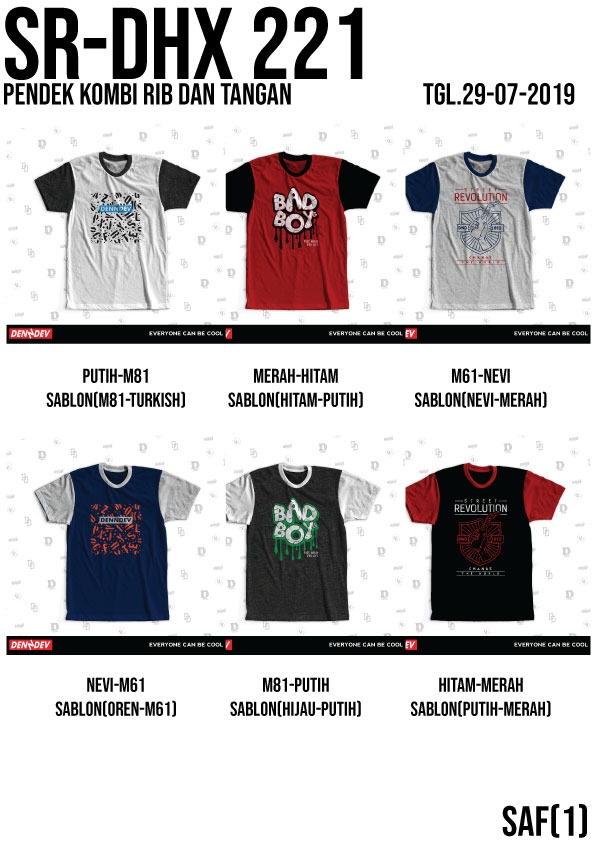 SR-DHX 221
PENDEK KOMBI RIB DAN TANGAN
TGL.29-07-2019
DENNDEV
BAD
BOY
STREET
REVOLUTION
DND
CHANGE
THE WORLD
DENNDEV
EVERYONE CAN BE COOL
EVERYONE CAN BE COOL
EV
EVERYONE CAN BE COOL
PUTIH-M81
SABLON(M81-TURKISH)
MERAH-HITAM
SABLON(HITAM-PUTIH)
M61-NEVI
SABLON(NEVI-MERAH)
DENNDEV
BAD
BOY
STREET
REVOLUTION
CHANGE
THE WORLD
DENNDEV
EVERYONE CAN BE COOL
EVERYONE CAN BE COOL
EV
EVERYONE CAN BE COOL
NEVI-M61
SABLON(OREN-M61)
M81-PUTIH
SABLON(HIJAU-PUTIH)
HITAM-MERAH
SABLON(PUTIH-MERAH)
SAF(1)